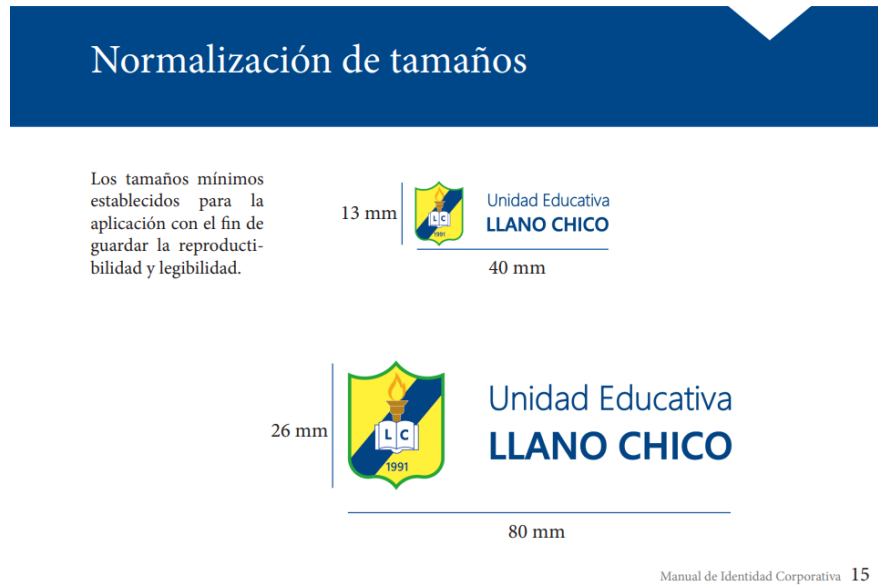 Normalización de tamaños
Los tamaños mínimos
establecidos para la
aplicación con el fin de
guardar la reproducti-
bilidad y legibilidad.
13 mm
L C
1991
Unidad Educativa
LLANO CHICO
40 mm
26 mm
L C
1991
Unidad Educativa
LLANO CHICO
80 mm
Manual de Identidad Corporativa 15